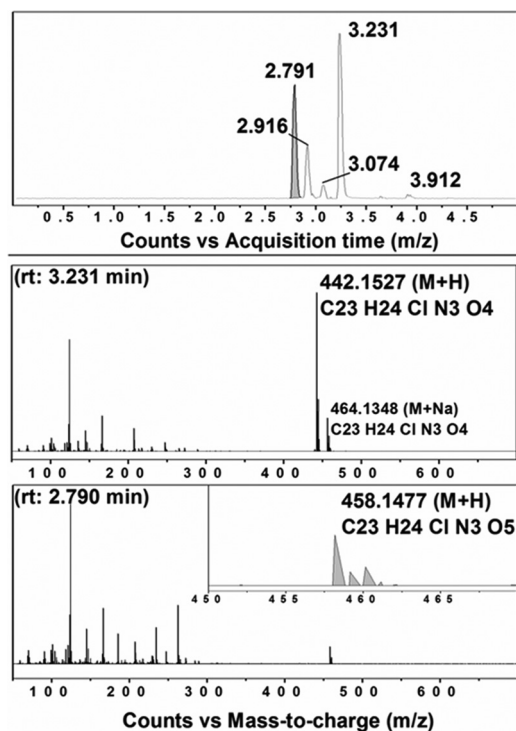 3.231
2.791
2.916
3.074
3.912
0.5 1.0 1.5 2.0 2.5 3.0 3.5 4.0 4.5
Counts vs Acquisition time (m/z)
(rt: 3.231 min)
442.1527 (M+H)
C23 H24 Cl N3 O4
464.1348 (M+Na)
C23 H24 Cl N3 O4
100 200 300 400 500 600
(rt: 2.790 min)
458.1477 (M+H)
C23 H24 Cl N3 O5
450 455 460 465
100 200 300 400 500 600
Counts vs Mass-to-charge (m/z)